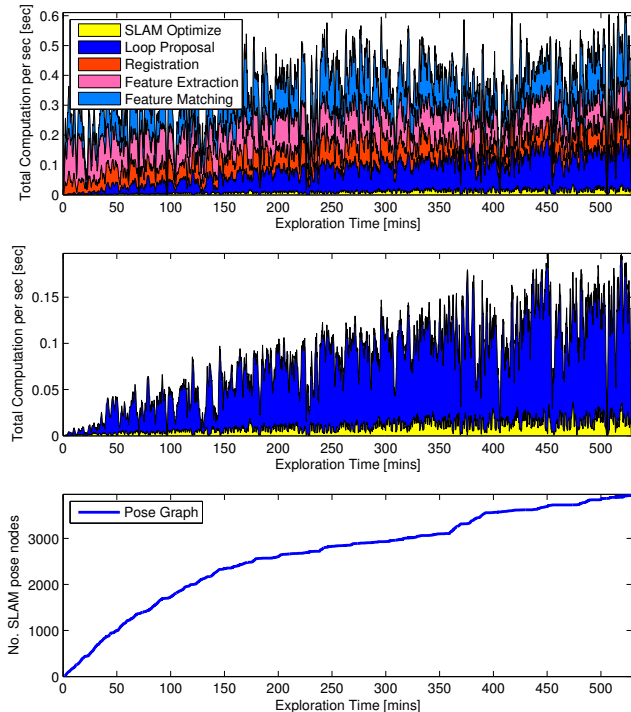 0.6
0.5
0.4
0.3
0.2
0.1
0
Total Computation per sec [sec]
SLAM Optimize
Loop Proposal
Registration
Feature Extraction
Feature Matching
0 50 100 150 200 250 300 350 400 450 500
Exploration Time [mins]
0.15
0.1
0.05
0
Total Computation per sec [sec]
0 50 100 150 200 250 300 350 400 450 500
Exploration Time [mins]
3000
2000
1000
0
No. SLAM pose nodes
Pose Graph
0 50 100 150 200 250 300 350 400 450 500
Exploration Time [mins]